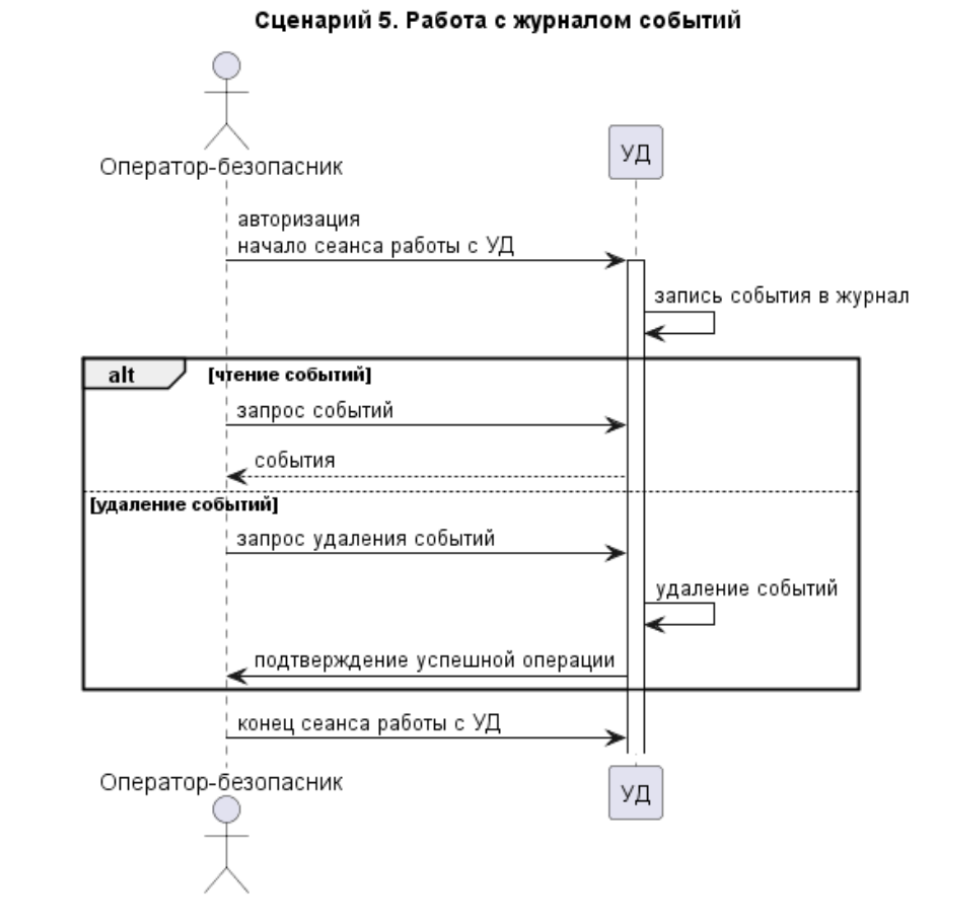 Сценарий 5. Работа с журналом событий
Оператор-безопасник
УД
авторизация
начало сеанса работы с УД
запись события в журнал
alt
[чтение событий]
запрос событий
события
[удаление событий]
запрос удаления событий
удаление событий
подтверждение успешной операции
конец сеанса работы с УД
Оператор-безопасник
УД